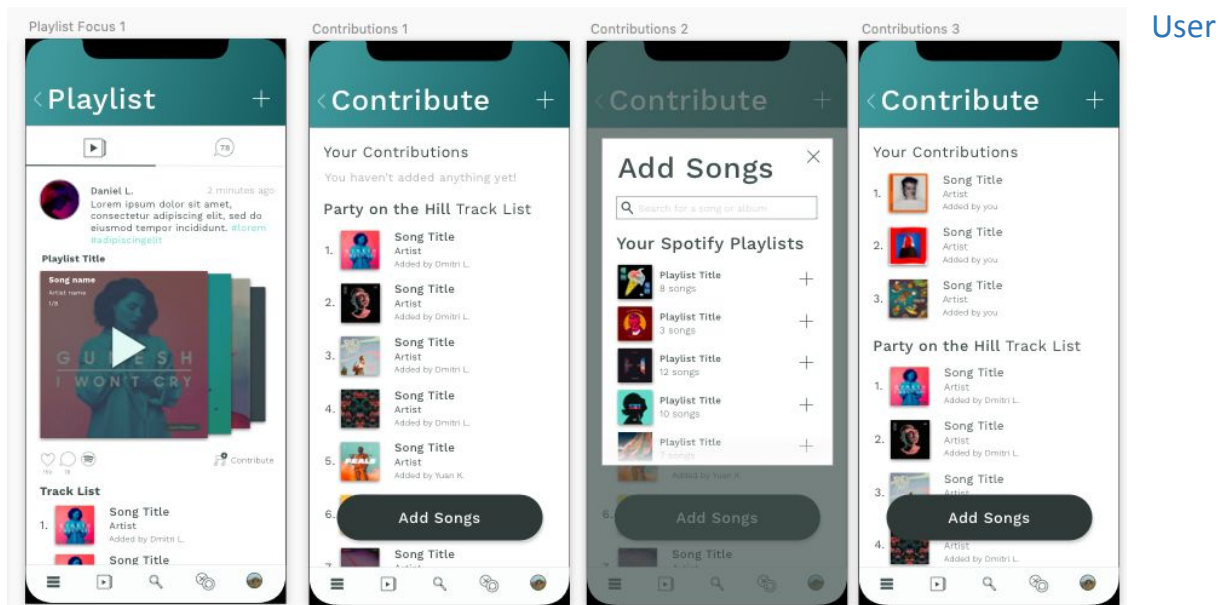 Playlist Focus 1
Playlist
78
Daniel L.
2 minutes ago
Lorem ipsum dolor sit amet,
consectetur adipiscing elit, sed do
eiusmod tempor incididunt. #lorem
#adipiscingelit
Playlist Title
Song name
Artist name
1/8
GUNESH
I WON'T CRY
Contribute
Track List
1.
Song Title
Artist
Added by Dmitri L.
Song Title
Contributions 1
Contribute
Your Contributions
You haven't added anything yet!
Party on the Hill Track List
1.
Song Title
Artist
Added by Dmitri L.
2.
Song Title
Artist
Added by Dmitri L.
3.
Song Title
Artist
Added by Dmitri L.
4.
Song Title
Artist
Added by Dmitri L.
5.
Song Title
Artist
Added by Yuan K.
6.
Add Songs
Song Title
Contributions 2
Contribute
Add Songs
Search for a song or album
Your Spotify Playlists
Playlist Title
8 songs
Playlist Title
3 songs
Playlist Title
12 songs
Playlist Title
10 songs
Playlist Title
7 songs
Added by Yuan K.
6.
Add Songs
Song Title
Contributions 3
Contribute
Your Contributions
1.
Song Title
Artist
Added by you
2.
Song Title
Artist
Added by you
3.
Song Title
Artist
Added by you
Party on the Hill Track List
1.
Song Title
Artist
Added by Dmitri L.
2.
Song Title
Artist
Added by Dmitri L.
3.
Song Title
Artist
Add Songs
4.
Artist
Added by Dmitri L.
User